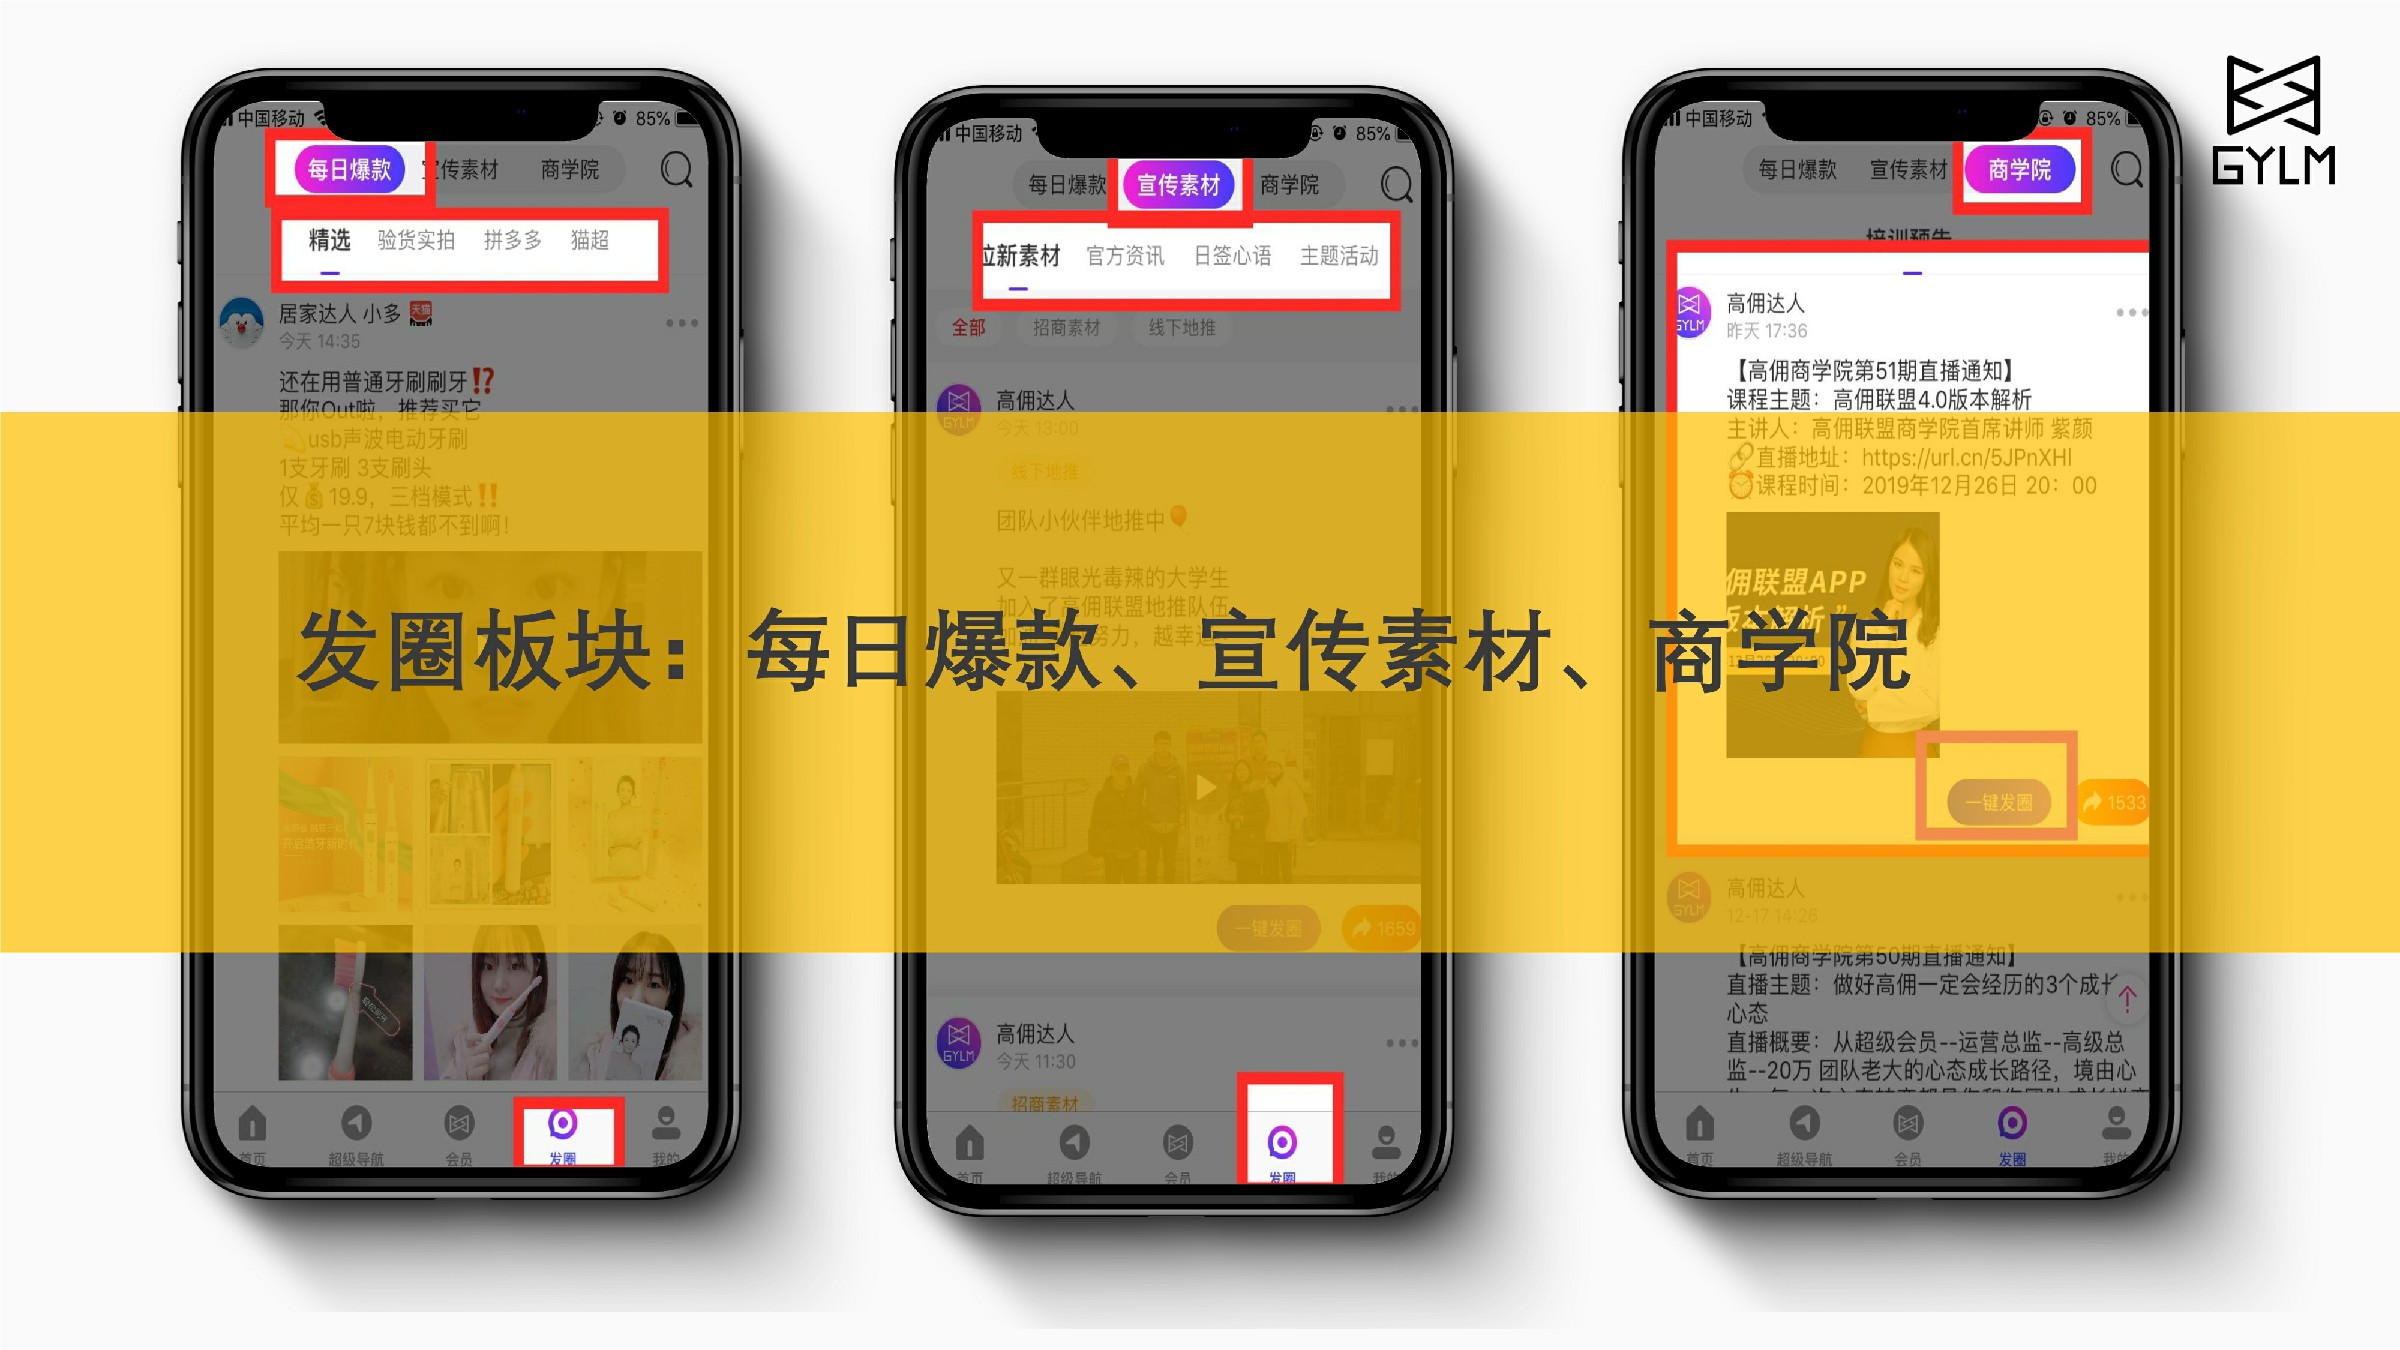 GYLM
中国移动
85%
每日爆款
宣传素材
商学院
精选
验货实拍
拼多多
猫超
居家达人 小多
天猫
今天 14:35
还在用普通牙刷刷牙⁉️
那你Out啦，推荐买它
💫usb声波电动牙刷
1支牙刷 3支刷头
仅💰19.9，三档模式‼️
平均一只7块钱都不到啊！
首页
超级导航
会员
发圈
我的
中国移动
85%
每日爆款
宣传素材
商学院
拉新素材
官方资讯
日签心语
主题活动
全部
招商素材
线下地推
高佣达人
今天 13:00
线下地推
团队小伙伴地推中🎈
又一群眼光毒辣的大学生
加入了高佣联盟地推队伍
一键发圈
1659
高佣达人
今天 11:30
招商素材
首页
超级导航
会员
发圈
中国移动
85%
每日爆款
宣传素材
商学院
培训预告
高佣达人
昨天 17:36
【高佣商学院第51期直播通知】
课程主题：高佣联盟4.0版本解析
主讲人：高佣联盟商学院首席讲师 紫颜
🔗直播地址：https://url.cn/5JPnXHI
⏰课程时间：2019年12月26日 20：00
佣联盟APP
版本解析”
一键发圈
1533
高佣达人
12-17 14:26
【高佣商学院第50期直播通知】
直播主题：做好高佣一定会经历的3个成长
心态
直播概要：从超级会员--运营总监--高级总
监--20万 团队老大的心态成长路径，境由心
首页
超级导航
会员
发圈
发圈板块：每日爆款、宣传素材、商学院